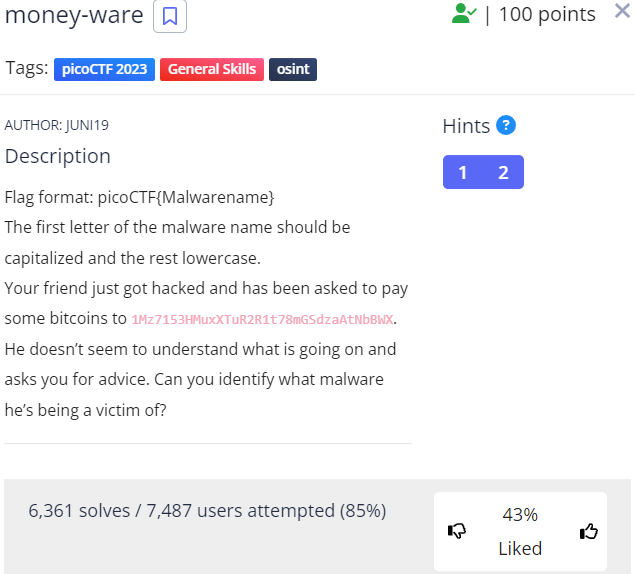 money-ware
| 100 points
Tags: picoCTF 2023 General Skills osint
AUTHOR: JUNI19
Hints ?
Description
1 2
Flag format: picoCTF{Malwarename}
The first letter of the malware name should be
capitalized and the rest lowercase.
Your friend just got hacked and has been asked to pay
some bitcoins to 1Mz7153HMuxXTuR2R1t78mGSdzaAtNbBWX.
He doesn’t seem to understand what is going on and
asks you for advice. Can you identify what malware
he’s being a victim of?
6,361 solves / 7,487 users attempted (85%)
43%
Liked